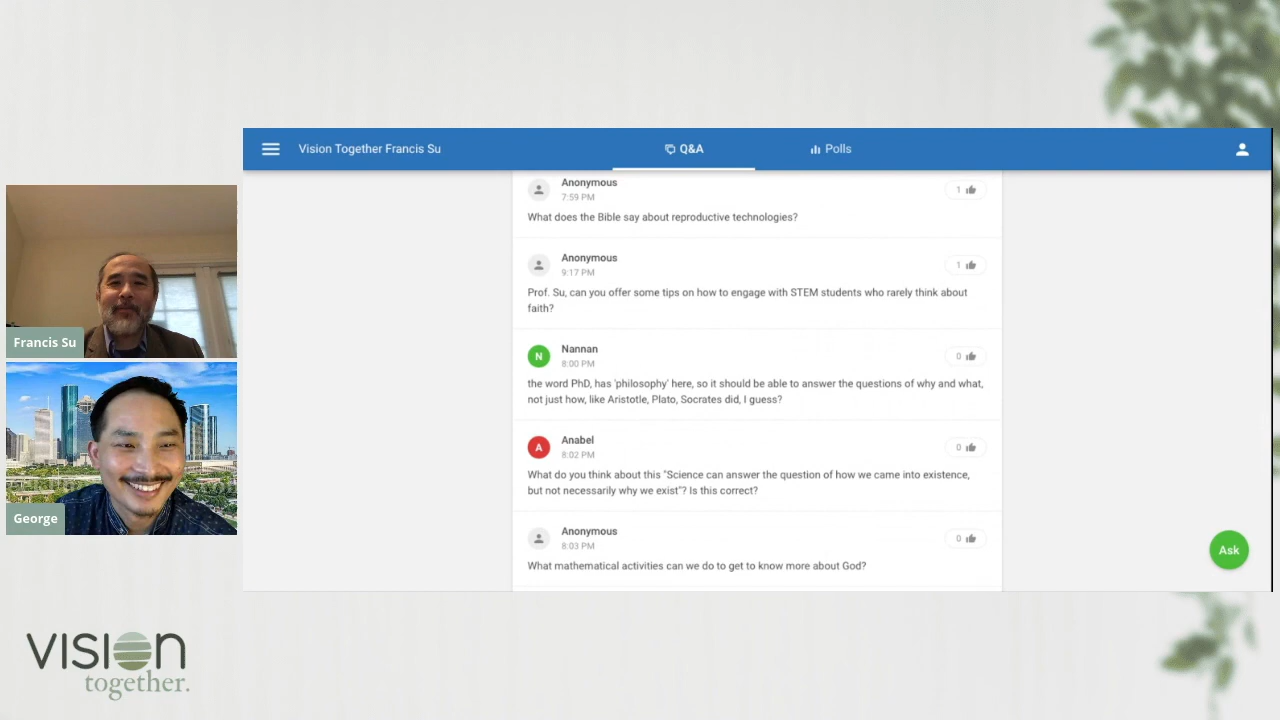 Vision Together Francis Su
Q&A
Polls
Anonymous
7:59 PM
1
What does the Bible say about reproductive technologies?
Anonymous
9:17 PM
1
Prof. Su, can you offer some tips on how to engage with STEM students who rarely think about
faith?
N
Nannan
8:00 PM
0
the word PhD, has 'philosophy' here, so it should be able to answer the questions of why and what,
not just how, like Aristotle, Plato, Socrates did, I guess?
A
Anabel
8:02 PM
0
What do you think about this "Science can answer the question of how we came into existence,
but not necessarily why we exist"? Is this correct?
Anonymous
8:03 PM
0
What mathematical activities can we do to get to know more about God?
Ask
Francis Su
George
VISION
together.